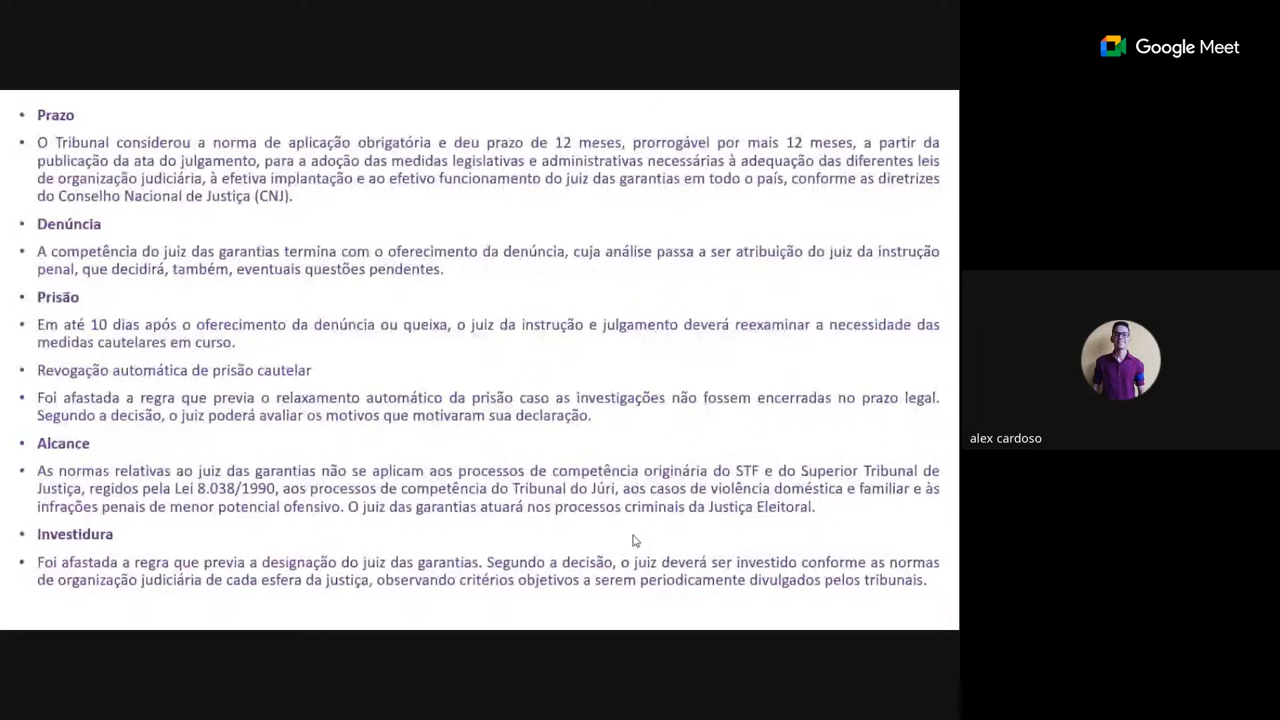 Google Meet
• Prazo
• O Tribunal considerou a norma de aplicação obrigatória e deu prazo de 12 meses, prorrogável por mais 12 meses, a partir da
publicação da ata do julgamento, para a adoção das medidas legislativas e administrativas necessárias à adequação das diferentes leis
de organização judiciária, à efetiva implantação e ao efetivo funcionamento do juiz das garantias em todo o país, conforme as diretrizes
do Conselho Nacional de Justiça (CNJ).
• Denúncia
• A competência do juiz das garantias termina com o oferecimento da denúncia, cuja análise passa a ser atribuição do juiz da instrução
penal, que decidirá, também, eventuais questões pendentes.
• Prisão
• Em até 10 dias após o oferecimento da denúncia ou queixa, o juiz da instrução e julgamento deverá reexaminar a necessidade das
medidas cautelares em curso.
• Revogação automática de prisão cautelar
• Foi afastada a regra que previa o relaxamento automático da prisão caso as investigações não fossem encerradas no prazo legal.
Segundo a decisão, o juiz poderá avaliar os motivos que motivaram sua declaração.
• Alcance
• As normas relativas ao juiz das garantias não se aplicam aos processos de competência originária do STF e do Superior Tribunal de
Justiça, regidos pela Lei 8.038/1990, aos processos de competência do Tribunal do Júri, aos casos de violência doméstica e familiar e às
infrações penais de menor potencial ofensivo. O juiz das garantias atuará nos processos criminais da Justiça Eleitoral.
• Investidura
• Foi afastada a regra que previa a designação do juiz das garantias. Segundo a decisão, o juiz deverá ser investido conforme as normas
de organização judiciária de cada esfera da justiça, observando critérios objetivos a serem periodicamente divulgados pelos tribunais.
alex cardoso